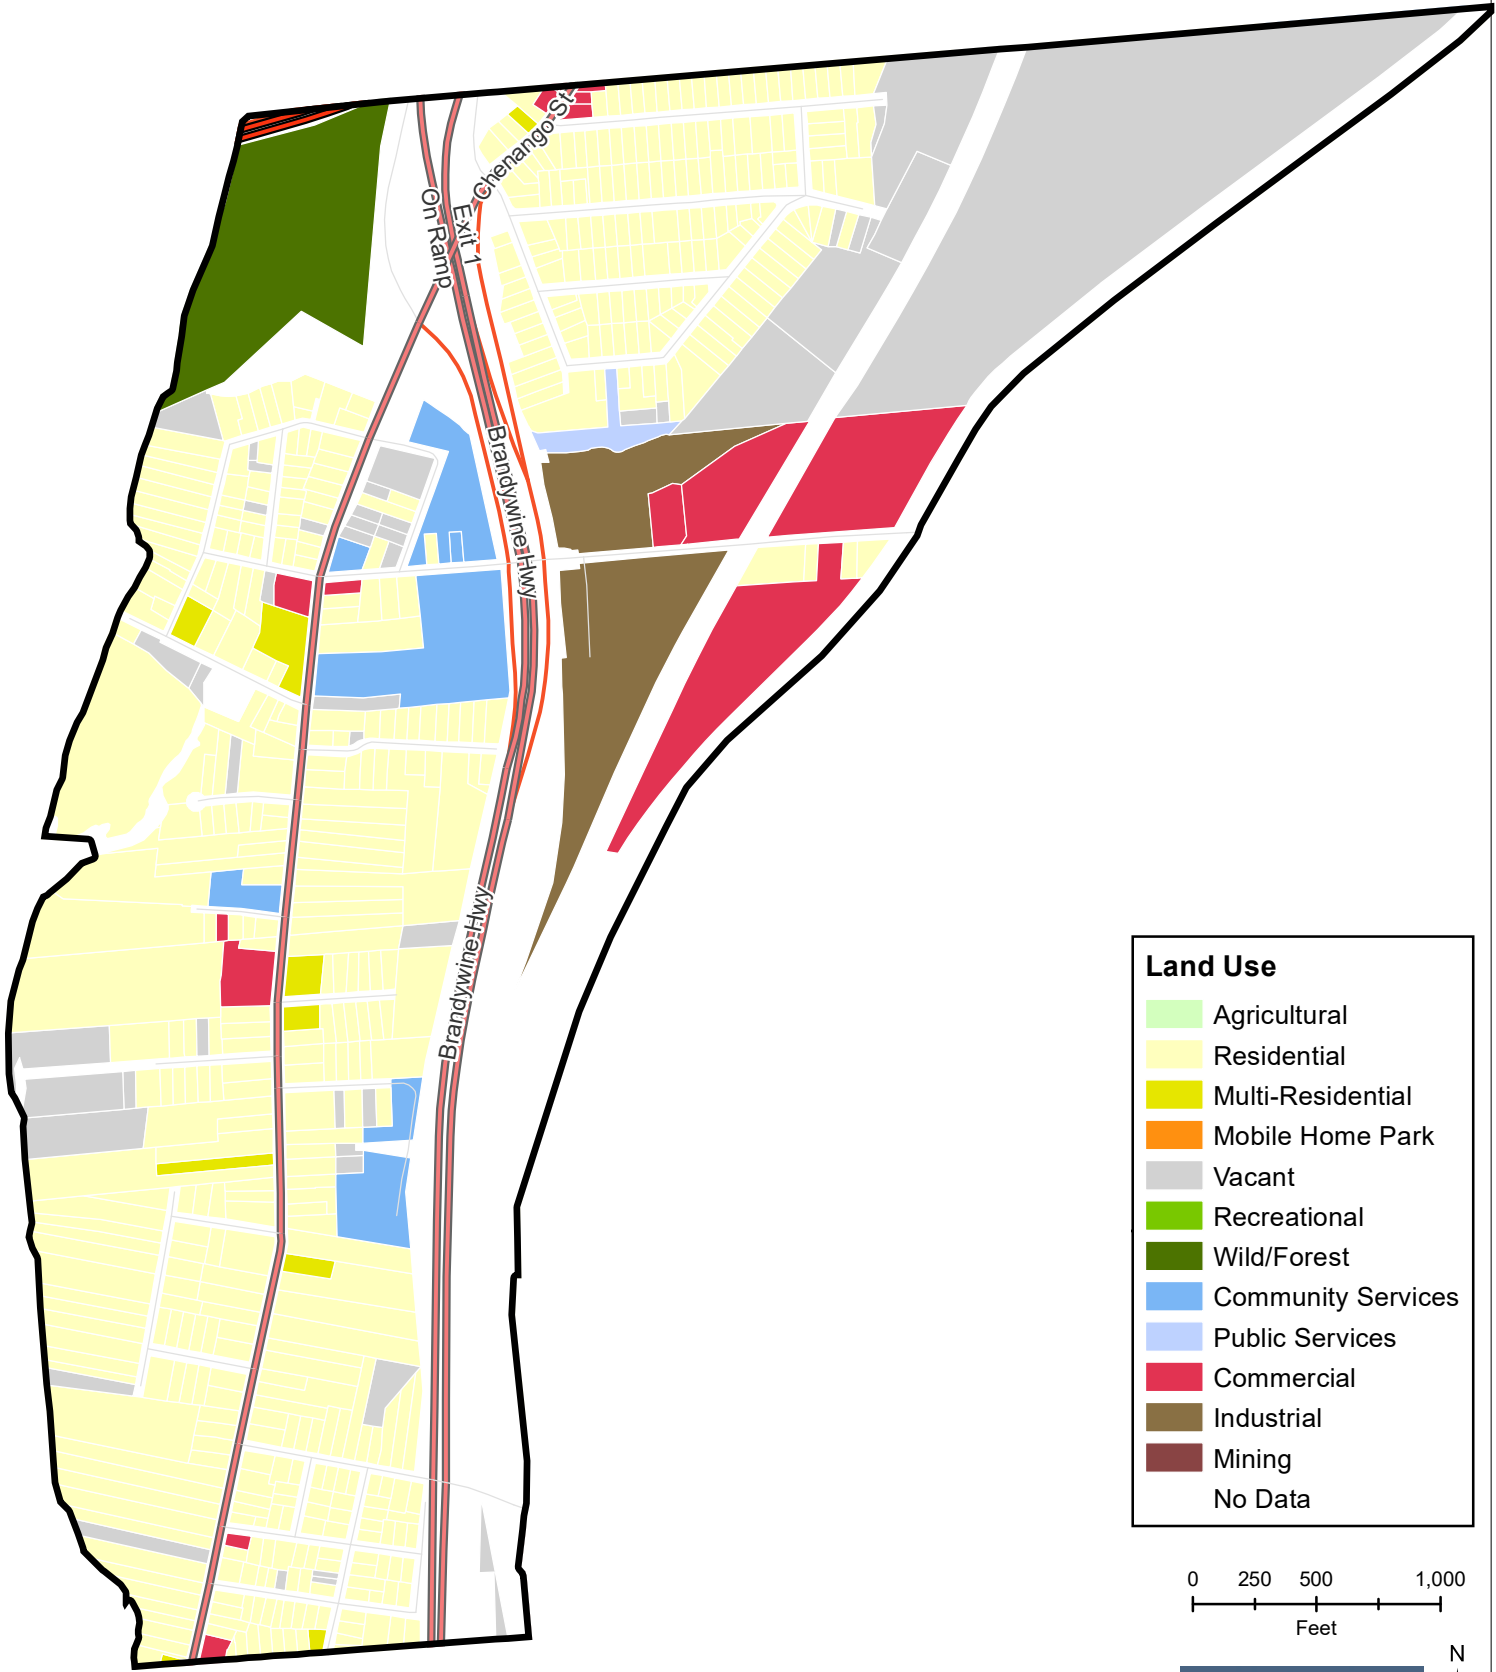 Chenango St
On Ramp
Exit 1
Brandywine Hwy
Brandywine Hwy
Land Use
Agricultural
Residential
Multi-Residential
Mobile Home Park
Vacant
Recreational
Wild/Forest
Community Services
Public Services
Commercial
Industrial
Mining
No Data
0 250 500 1,000
Feet
N